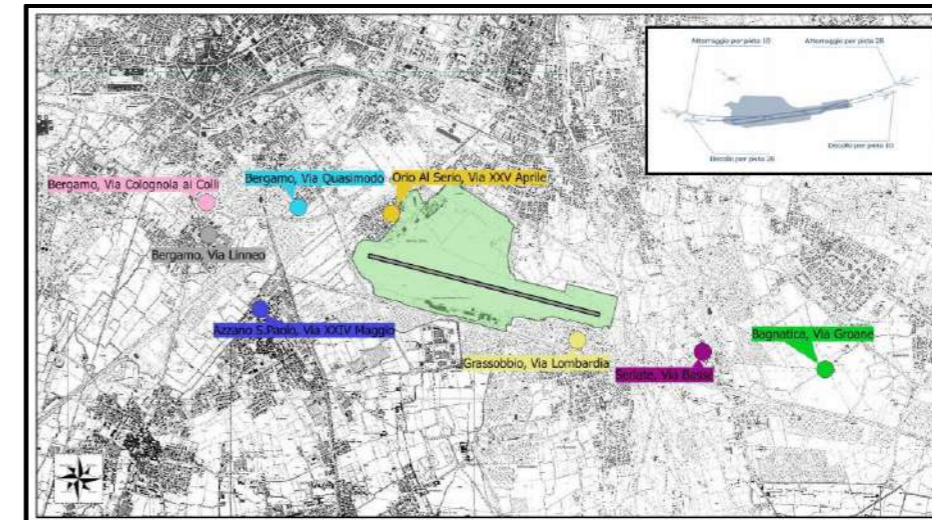 Atterraggio per pista 10
Atterraggio per pista 28
Decollo per pista 28
Decollo per pista 10
Bergamo, Via Colognola ai Colli
Bergamo, Via Quasimodo
Orio Al Serio, Via XXV Aprile
Bergamo, Via Linneo
Azzano S.Paolo, Via XXIV Maggio
Grassobbio, Via Lombardia
Seriate, Via Basse
Bagnatica, Via Groane